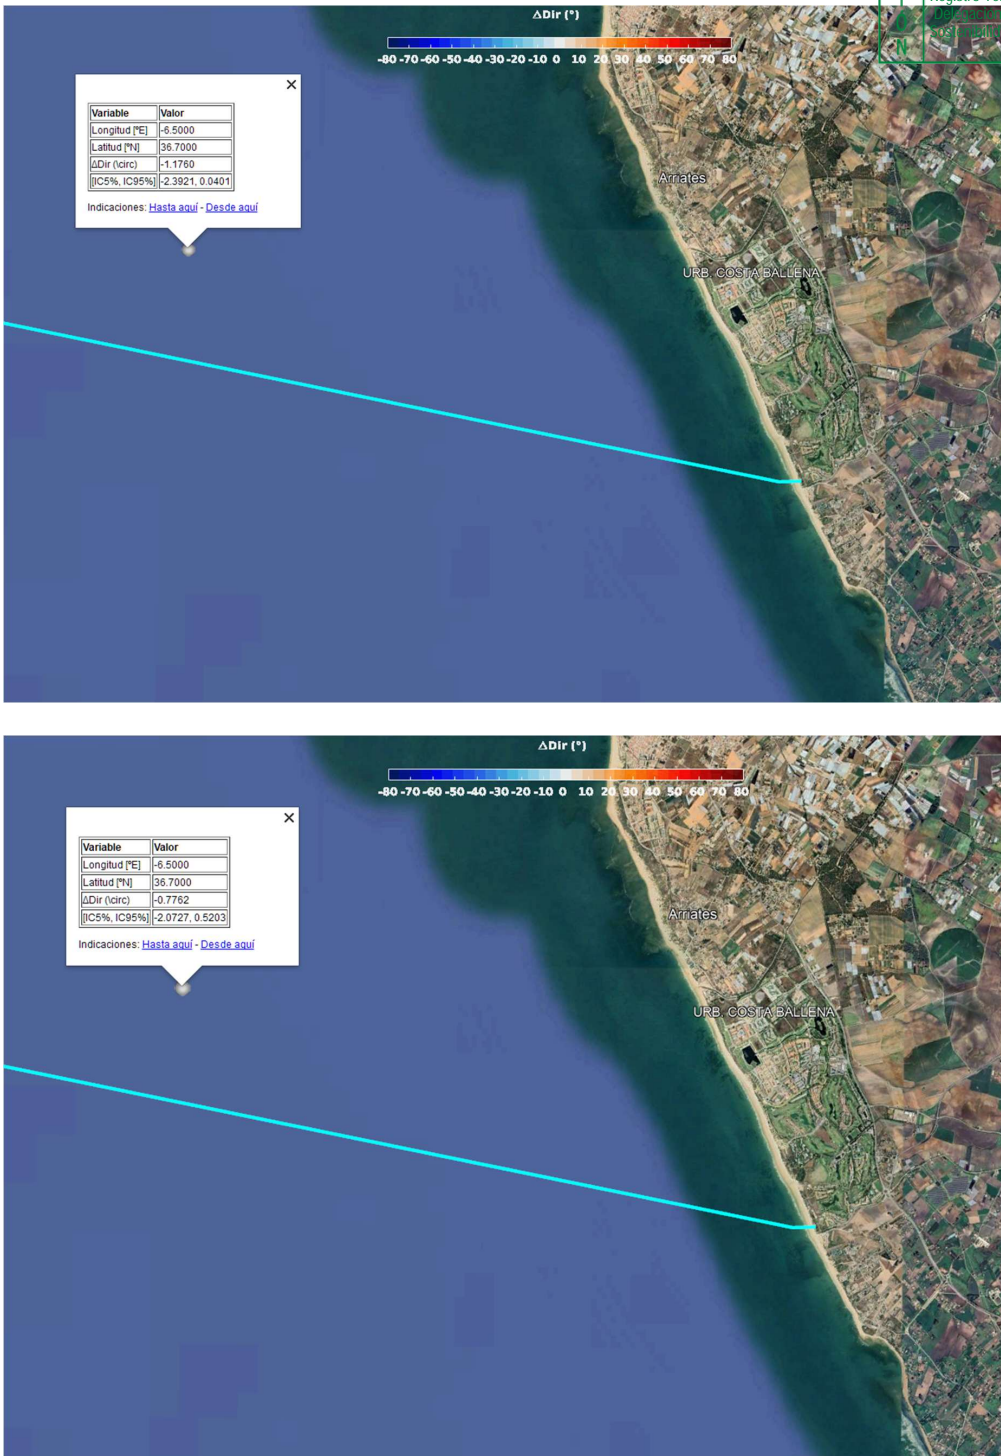 Registro Te
Delegació
Sostenibi
N
ΔDir (°)
-80 -70 -60 -50 -40 -30 -20 -10 0 10 20 30 40 50 60 70 80
Variable Valor
Longitud [ºE] -6.5000
Latitud [ºN] 36.7000
ΔDir (\circ) -1.1760
[IC5%, IC95%] -2.3921, 0.0401
Indicaciones: Hasta aquí - Desde aquí
Arriates
URB. COSTA BALLENA
ΔDir (°)
-80 -70 -60 -50 -40 -30 -20 -10 0 10 20 30 40 50 60 70 80
Variable Valor
Longitud [ºE] -6.5000
Latitud [ºN] 36.7000
ΔDir (\circ) -0.7762
[IC5%, IC95%] -2.0727, 0.5203
Indicaciones: Hasta aquí - Desde aquí
Arriates
URB. COSTA BALLENA